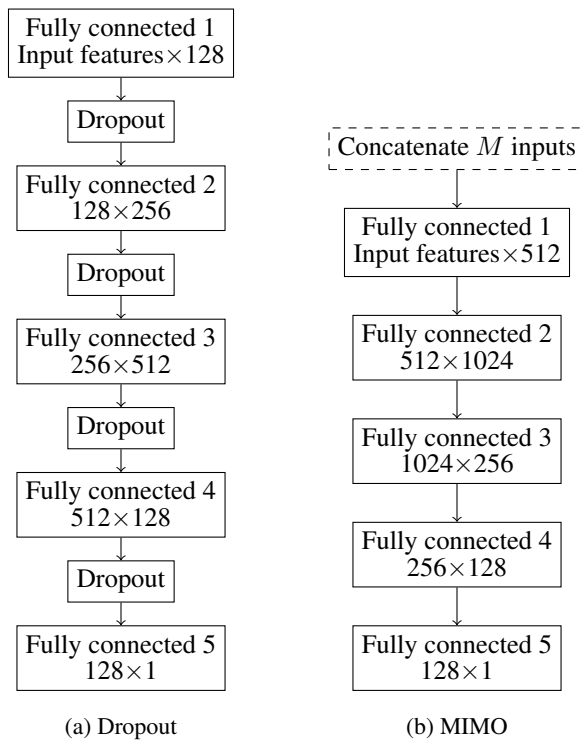 Fully connected 1
Input features×128
Dropout
Fully connected 2
128×256
Dropout
Fully connected 3
256×512
Dropout
Fully connected 4
512×128
Dropout
Fully connected 5
128×1
(a) Dropout
Concatenate M inputs
Fully connected 1
Input features×512
Fully connected 2
512×1024
Fully connected 3
1024×256
Fully connected 4
256×128
Fully connected 5
128×1
(b) MIMO